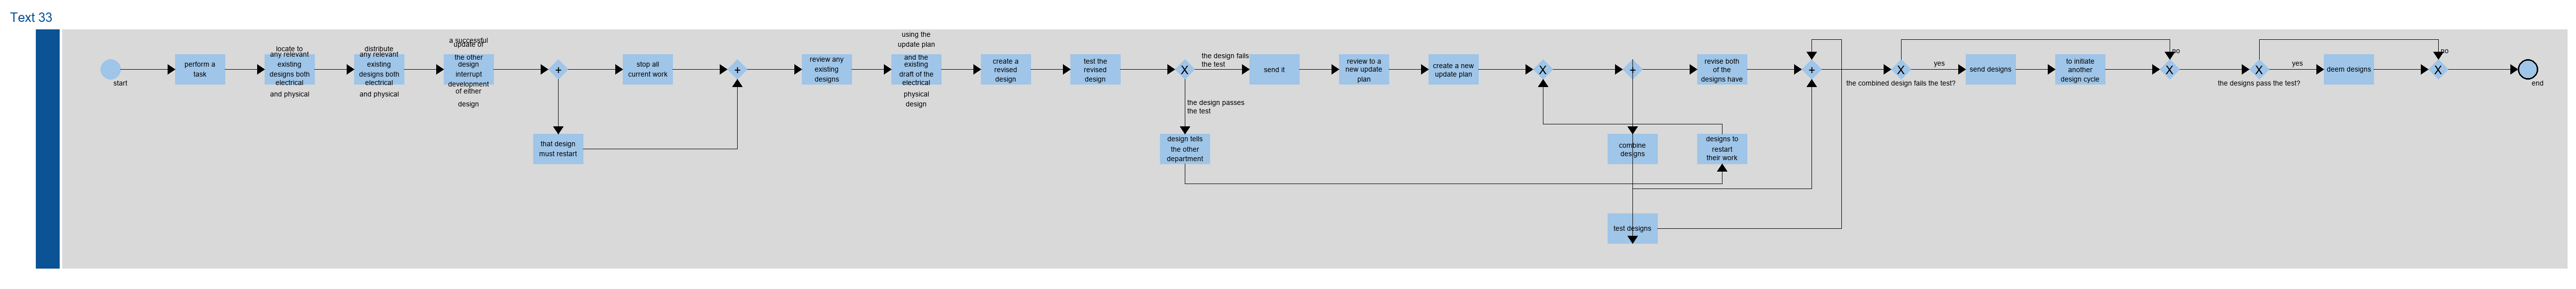 Text 33
start
perform a
task
locate to
any relevant
existing
designs both
electrical
and physical
distribute
any relevant
existing
designs both
electrical
and physical
a successful
update of
the other
design
interrupt
development
of either
design
+
that design
must restart
stop all
current work
+
review any
existing
designs
using the
update plan
and the
existing
draft of the
electrical
physical
design
create a
revised
design
test the
revised
design
X
the design fails
the test
the design passes
the test
design tells
the other
department
send it
review to a
new update
plan
create a new
update plan
X
+
combine
designs
test designs
revise both
of the
designs have
designs to
restart
their work
+
X
the combined design fails the test?
yes
send designs
to initiate
another
design cycle
no
X
X
the designs pass the test?
yes
deem designs
no
X
end